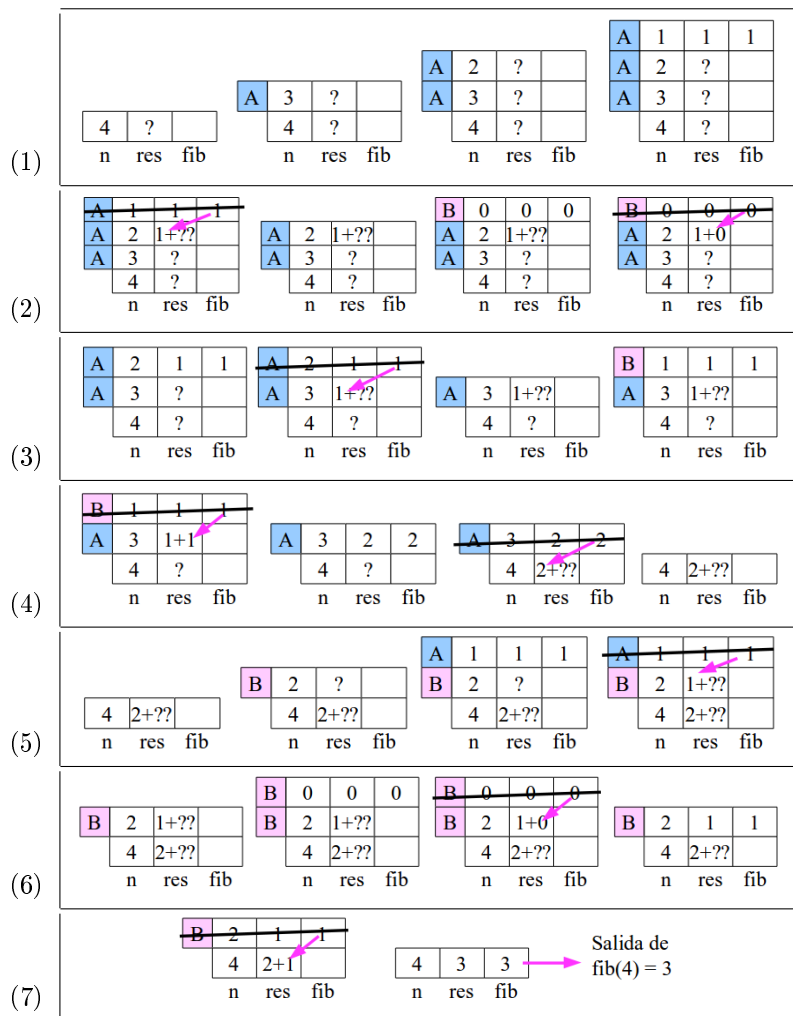 A 1 1 1
A 2 ? A 2 ?
A 3 ? A 3 ? A 3 ?
4 ? 4 ? 4 ? 4 ?
(1) n res fib n res fib n res fib n res fib
A 1 1 1 B 0 0 0 B 0 0 0
A 2 1+?? A 2 1+?? A 2 1+?? A 2 1+0
A 3 ? A 3 ? A 3 ? A 3 ?
4 ? 4 ? 4 ? 4 ?
(2) n res fib n res fib n res fib n res fib
A 2 1 1 A 2 1 1 B 1 1 1
A 3 ? A 3 1+?? A 3 1+?? A 3 1+??
4 ? 4 ? 4 ? 4 ?
(3) n res fib n res fib n res fib n res fib
B 1 1 1
A 3 1+1 A 3 2 2 A 3 2 2
4 ? 4 ? 4 2+?? 4 2+??
(4) n res fib n res fib n res fib n res fib
A 1 1 1 A 1 1 1
B 2 ? B 2 ? B 2 1+??
4 2+?? 4 2+?? 4 2+?? 4 2+??
(5) n res fib n res fib n res fib n res fib
B 0 0 0 B 0 0 0
B 2 1+?? B 2 1+?? B 2 1+0 B 2 1 1
4 2+?? 4 2+?? 4 2+?? 4 2+??
(6) n res fib n res fib n res fib n res fib
B 2 1 1 Salida de
4 2+1 4 3 3 fib(4) = 3
(7) n res fib n res fib